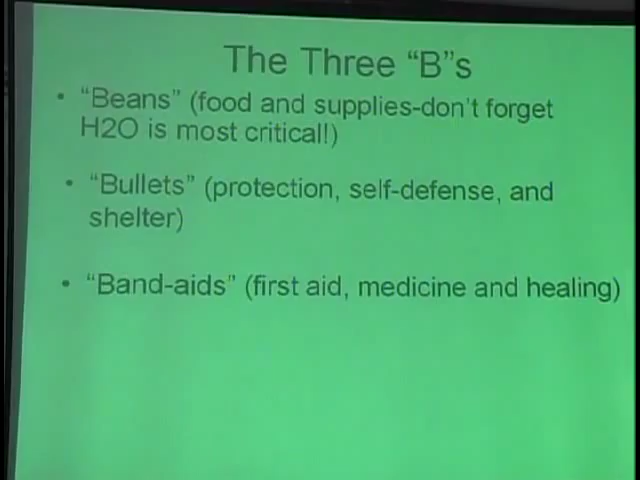 The Three “B”s
• “Beans” (food and supplies-don’t forget
H2O is most critical!)
• “Bullets” (protection, self-defense, and
shelter)
• “Band-aids” (first aid, medicine and healing)